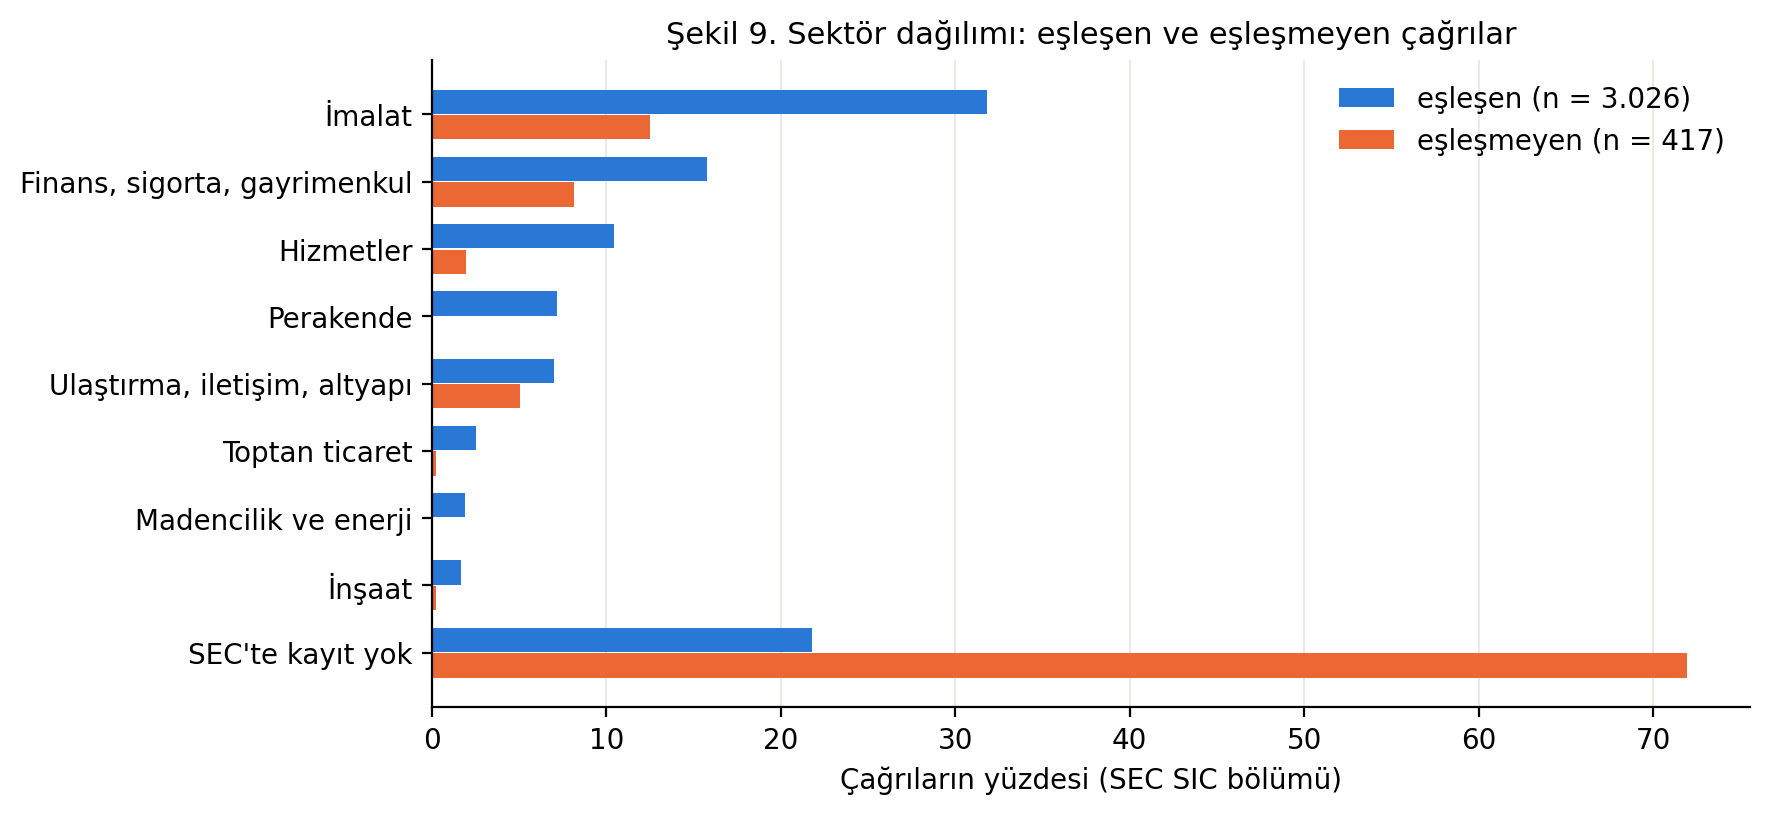 Şekil 9. Sektör dağılımı: eşleşen ve eşleşmeyen çağrılar
eşleşen (n = 3.026)
eşleşmeyen (n = 417)
İmalat
Finans, sigorta, gayrimenkul
Hizmetler
Perakende
Ulaştırma, iletişim, altyapı
Toptan ticaret
Madencilik ve enerji
İnşaat
SEC'te kayıt yok
0 10 20 30 40 50 60 70
Çağrıların yüzdesi (SEC SIC bölümü)